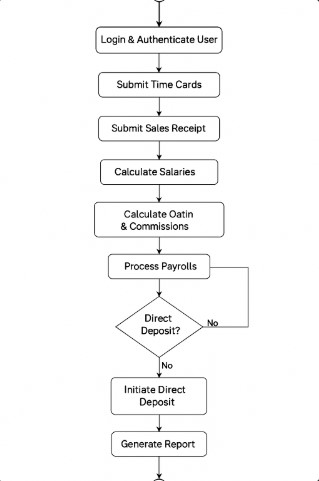 Login & Authenticate User
Submit Time Cards
Submit Sales Receipt
Calculate Salaries
Calculate Oatin
& Commissions
Process Payrolls
Direct
Deposit?
No
No
Initiate Direct
Deposit
Generate Report